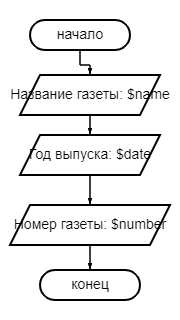 начало
Название газеты: $name
Год выпуска: $date
Номер газеты: $number
конец